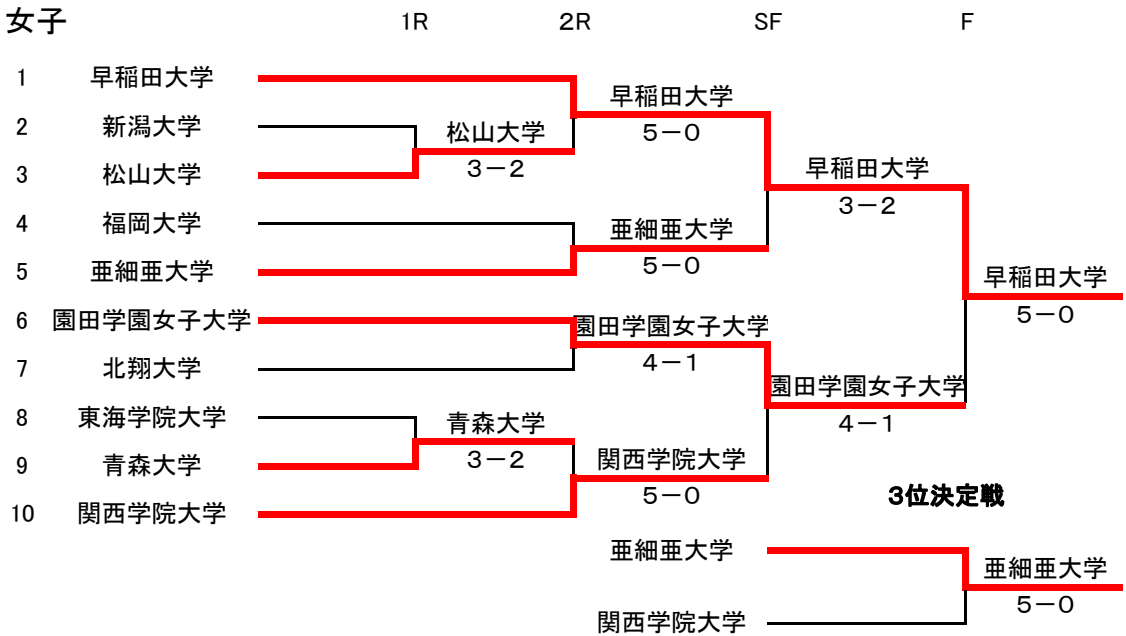 女子 1R 2R SF F
1 早稲田大学
早稲田大学
2 新潟大学
松山大学
5－0
3 松山大学
3－2
早稲田大学
3－2
4 福岡大学
亜細亜大学
5 亜細亜大学
5－0
早稲田大学
5－0
6 園田学園女子大学
園田学園女子大学
7 北翔大学
4－1
園田学園女子大学
4－1
8 東海学院大学
青森大学
9 青森大学
3－2
関西学院大学
5－0
10 関西学院大学
3位決定戦
亜細亜大学
亜細亜大学
5－0
関西学院大学